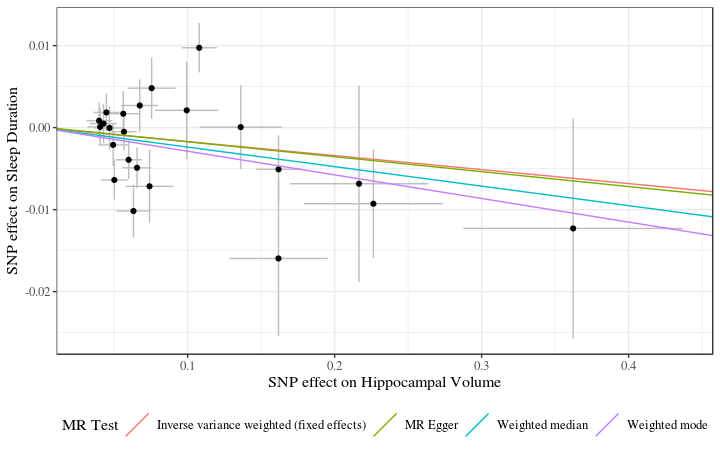 SNP effect on Sleep Duration
0.01
0.00
-0.01
-0.02
0.1 0.2 0.3 0.4
SNP effect on Hippocampal Volume
MR Test Inverse variance weighted (fixed effects) MR Egger Weighted median Weighted mode